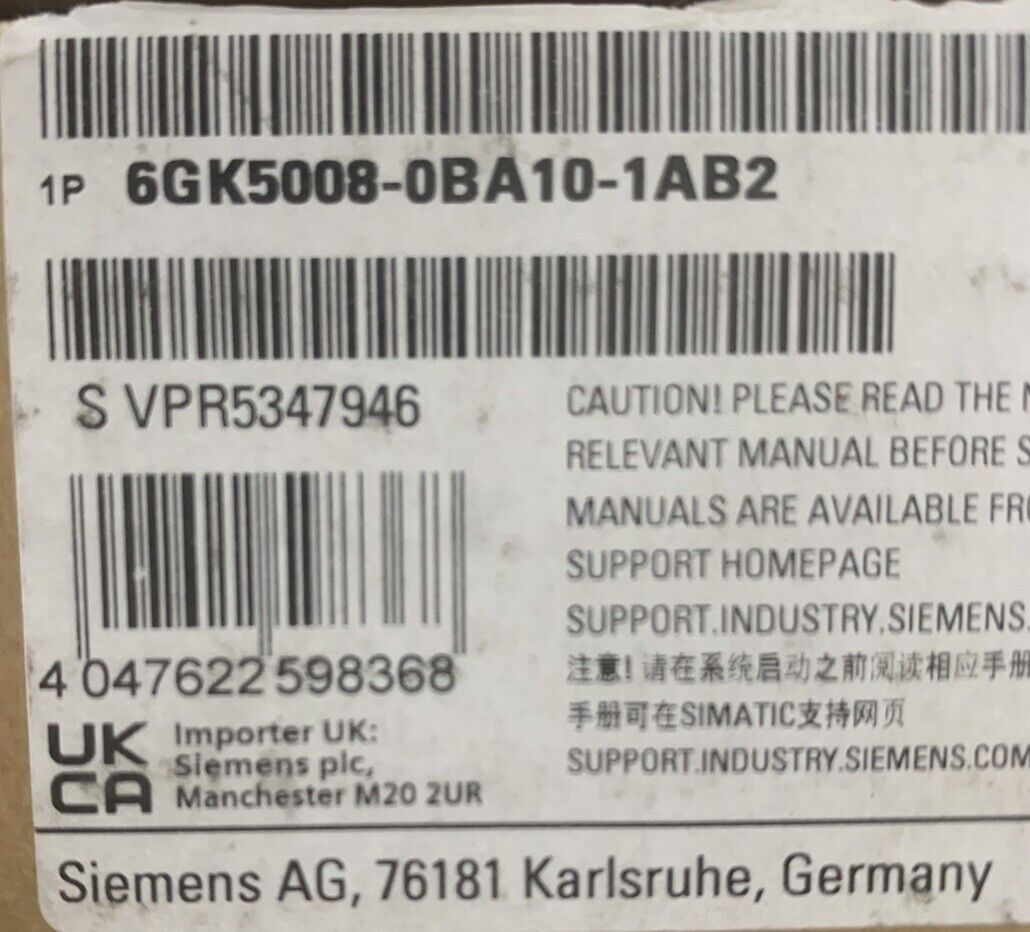 1P 6GK5008-0BA10-1AB2
S VPR5347946
CAUTION! PLEASE READ THE
RELEVANT MANUAL BEFORE
MANUALS ARE AVAILABLE
SUPPORT HOMEPAGE
SUPPORT.INDUSTRY.SIEMENS.
注意! 请在系统启动之前阅读相应手册
手册可在SIMATIC支持网页
SUPPORT.INDUSTRY.SIEMENS.COM
4 047622 598368
UK
CA
Importer UK:
Siemens plc,
Manchester M20 2UR
Siemens AG, 76181 Karlsruhe, Germany